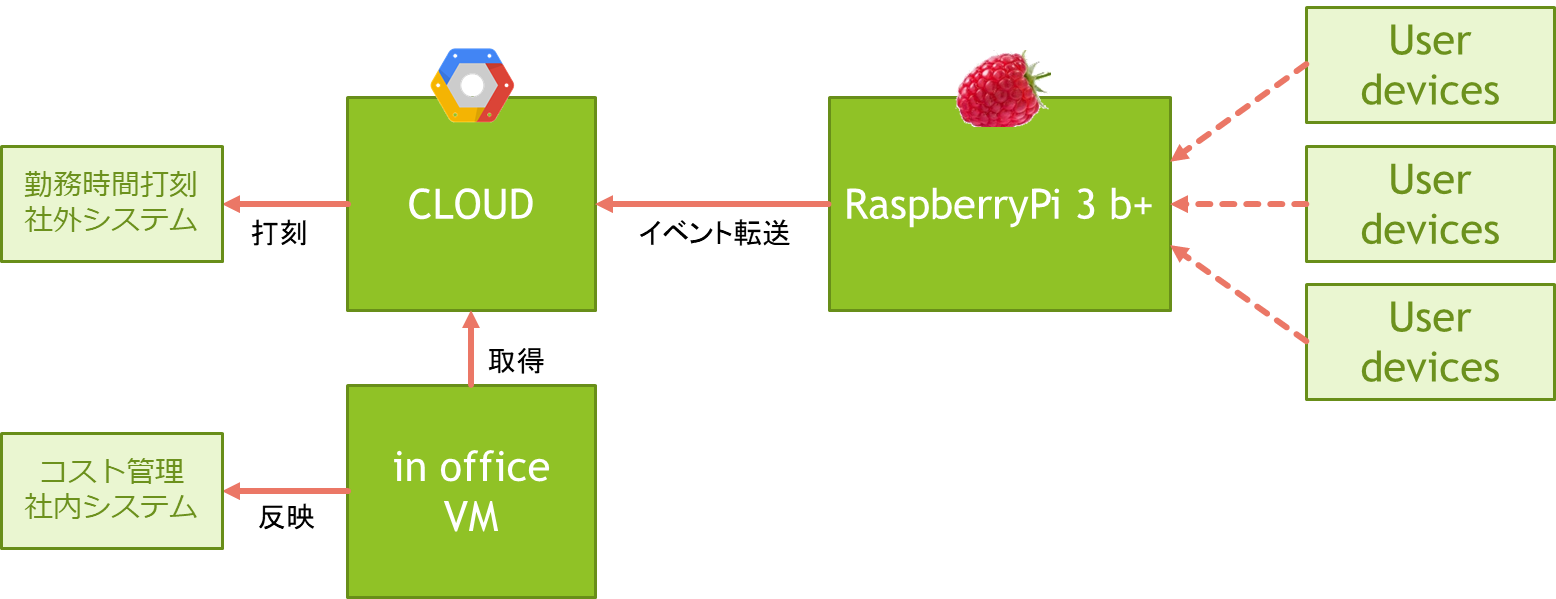 User
devices
CLOUD
RaspberryPi 3 b+
勤務時間打刻
社外システム
打刻
イベント転送
User
devices
User
devices
取得
in office
VM
コスト管理
社内システム
反映